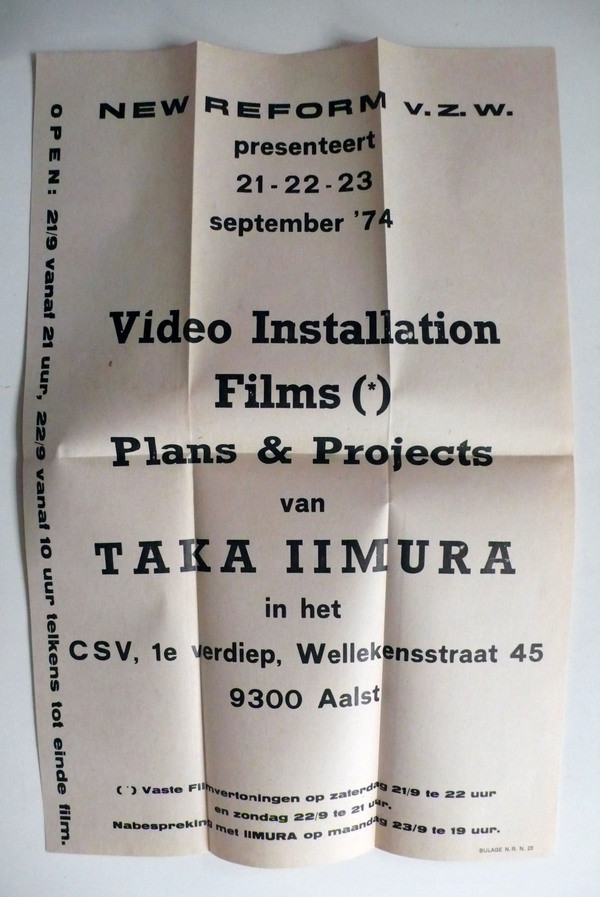 NEW REFORM v.z.w.
presenteert
21-22-23
september '74
OPEN: 21/9 vanaf 21 uur, 22/9 vanaf 10 uur telkens tot einde film.
Video Installation
Films (*)
Plans & Projects
van
TAKA IIMURA
in het
CSV, 1e verdiep, Wellekensstraat 45
9300 Aalst
(*) Vaste Filmvertoningen op zaterdag 21/9 te 22 uur
en zondag 22/9 te 21 uur.
Nabespreking met IIMURA op maandag 23/9 te 19 uur.
BIJLAGE N.R. N. 25